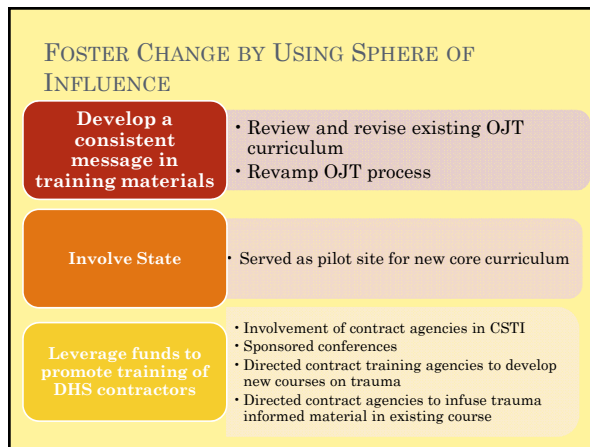 FOSTER CHANGE BY USING SPHERE OF
INFLUENCE
Develop a
consistent
message in
training materials
• Review and revise existing OJT
curriculum
• Revamp OJT process
Involve State
• Served as pilot site for new core curriculum
Leverage funds to
promote training of
DHS contractors
• Involvement of contract agencies in CSTI
• Sponsored conferences
• Directed contract training agencies to develop
new courses on trauma
• Directed contract agencies to infuse trauma
informed material in existing course